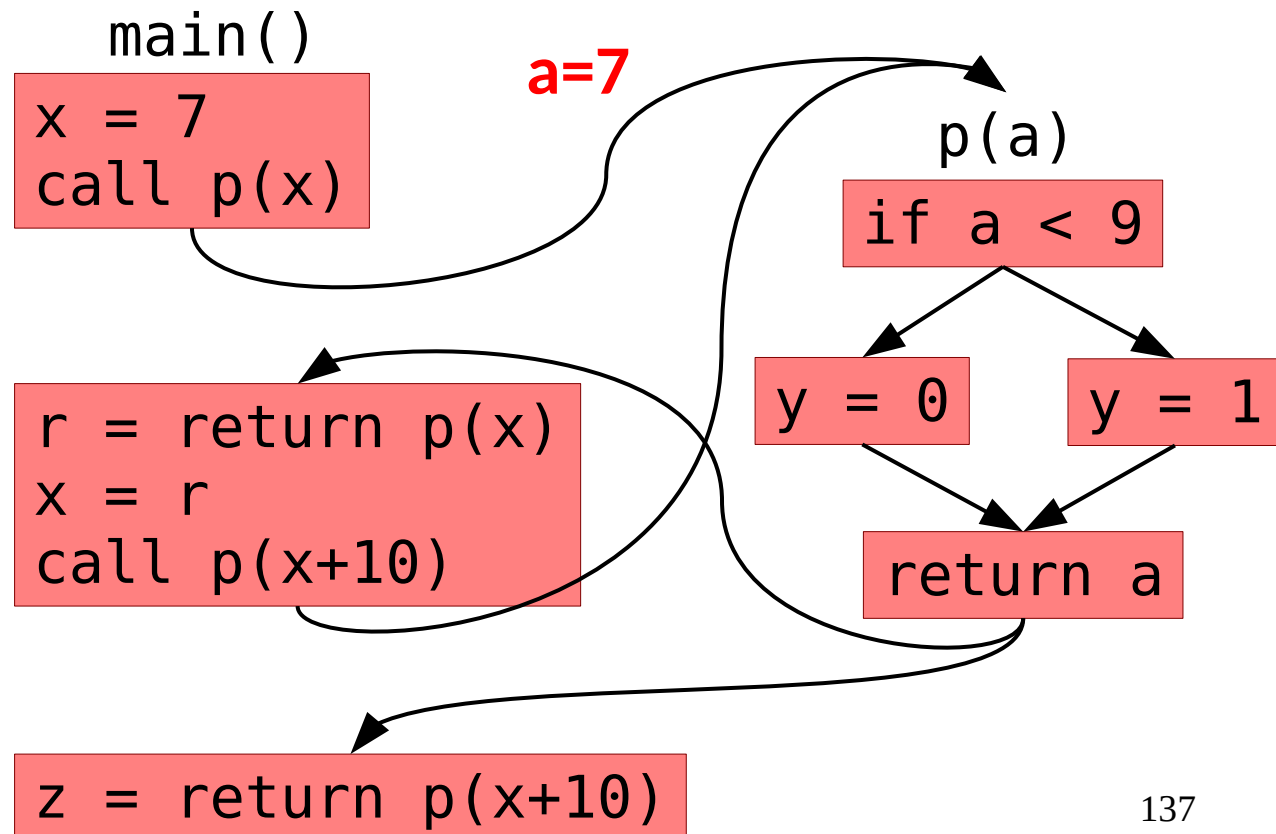 main()
x = 7
call p(x)
a=7
p(a)
if a < 9
y = 0
y = 1
return a
r = return p(x)
x = r
call p(x+10)
z = return p(x+10)
137